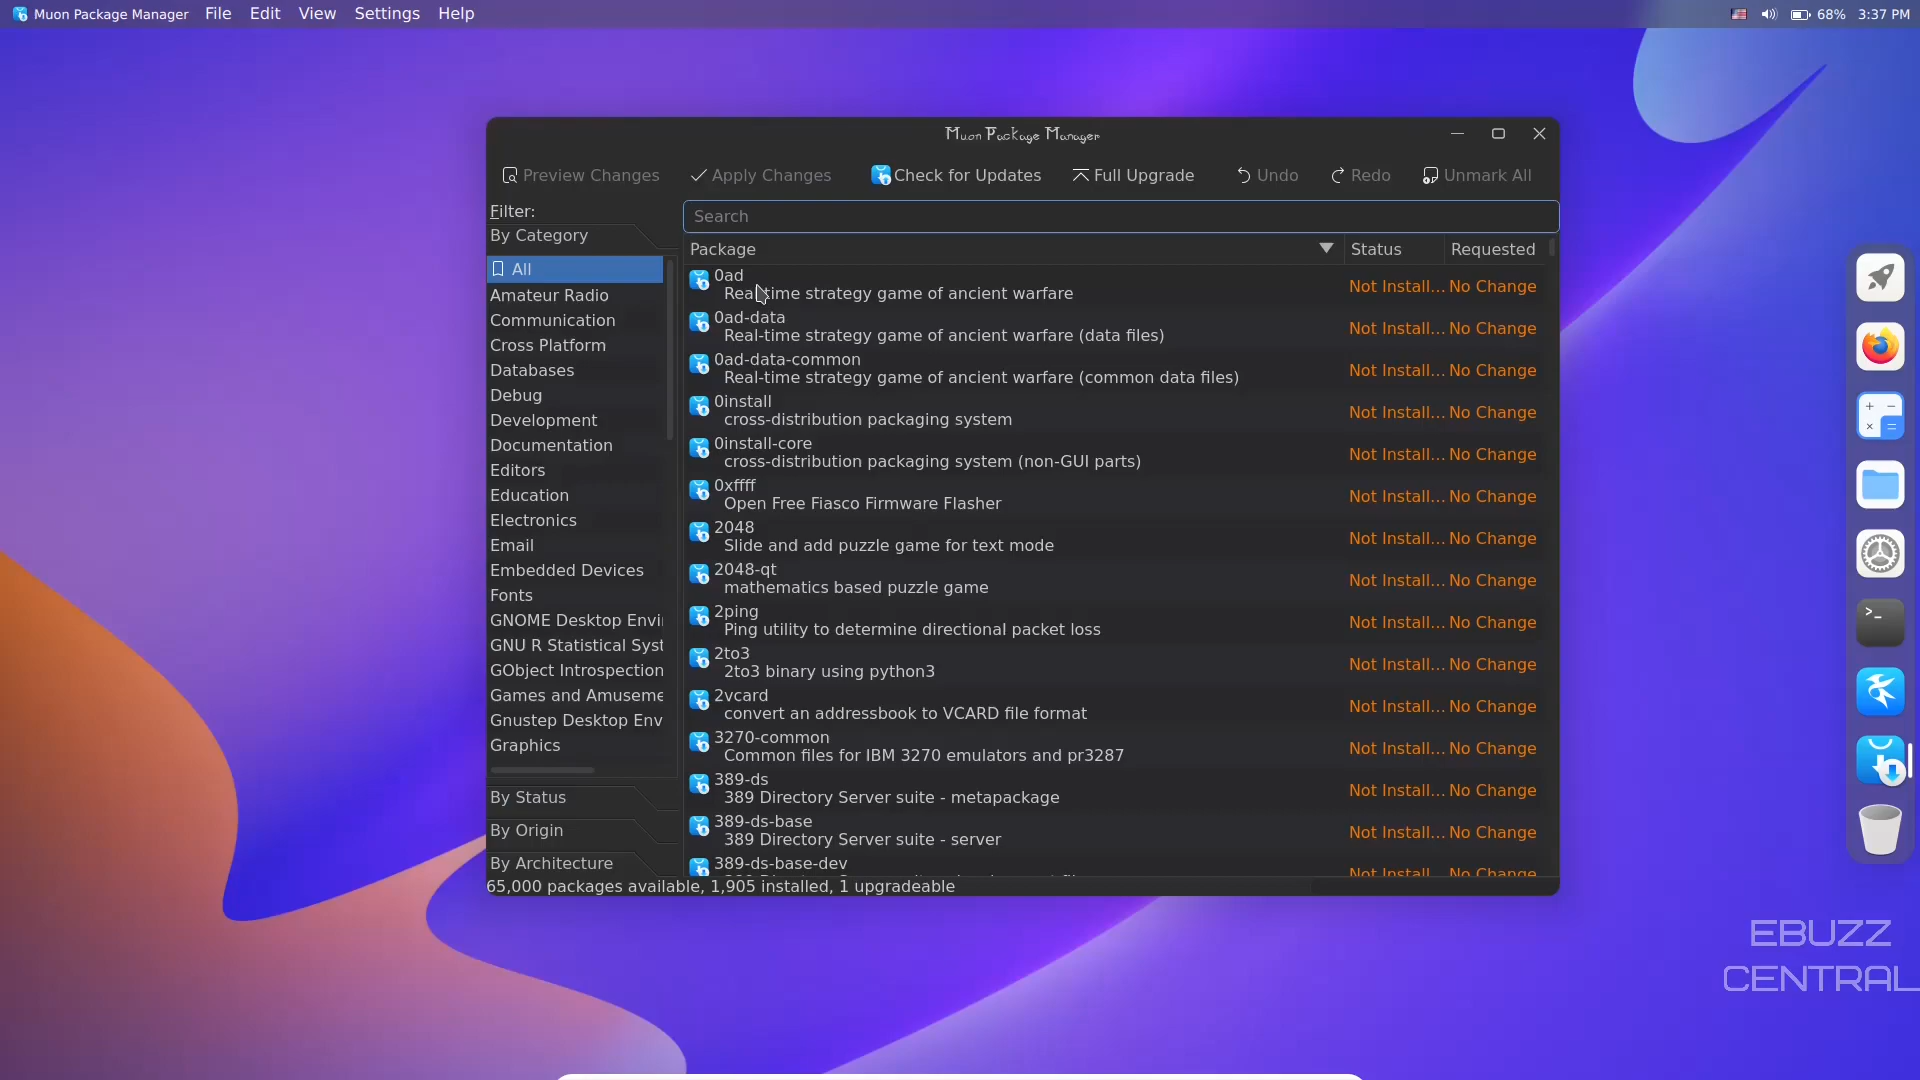 Muon Package Manager File Edit View Settings Help 68% 3:37 PM
Muon Package Manager
Preview Changes Apply Changes Check for Updates Full Upgrade Undo Redo Unmark All
Filter:
Search
By Category
Package Status Requested
All
Amateur Radio
Communication
Cross Platform
Databases
Debug
Development
Documentation
Editors
Education
Electronics
Email
Embedded Devices
Fonts
GNOME Desktop Envi
GNU R Statistical Syst
GObject Introspection
Games and Amuseme
Gnustep Desktop Env
Graphics
By Status
By Origin
By Architecture
0ad
Real-time strategy game of ancient warfare
Not Install... No Change
0ad-data
Real-time strategy game of ancient warfare (data files)
Not Install... No Change
0ad-data-common
Real-time strategy game of ancient warfare (common data files)
Not Install... No Change
0install
cross-distribution packaging system
Not Install... No Change
0install-core
cross-distribution packaging system (non-GUI parts)
Not Install... No Change
0xffff
Open Free Fiasco Firmware Flasher
Not Install... No Change
2048
Slide and add puzzle game for text mode
Not Install... No Change
2048-qt
mathematics based puzzle game
Not Install... No Change
2ping
Ping utility to determine directional packet loss
Not Install... No Change
2to3
2to3 binary using python3
Not Install... No Change
2vcard
convert an addressbook to VCARD file format
Not Install... No Change
3270-common
Common files for IBM 3270 emulators and pr3287
Not Install... No Change
389-ds
389 Directory Server suite - metapackage
Not Install... No Change
389-ds-base
389 Directory Server suite - server
Not Install... No Change
389-ds-base-dev
Not Install... No Change
65,000 packages available, 1,905 installed, 1 upgradeable
EBUZZ
CENTRAL